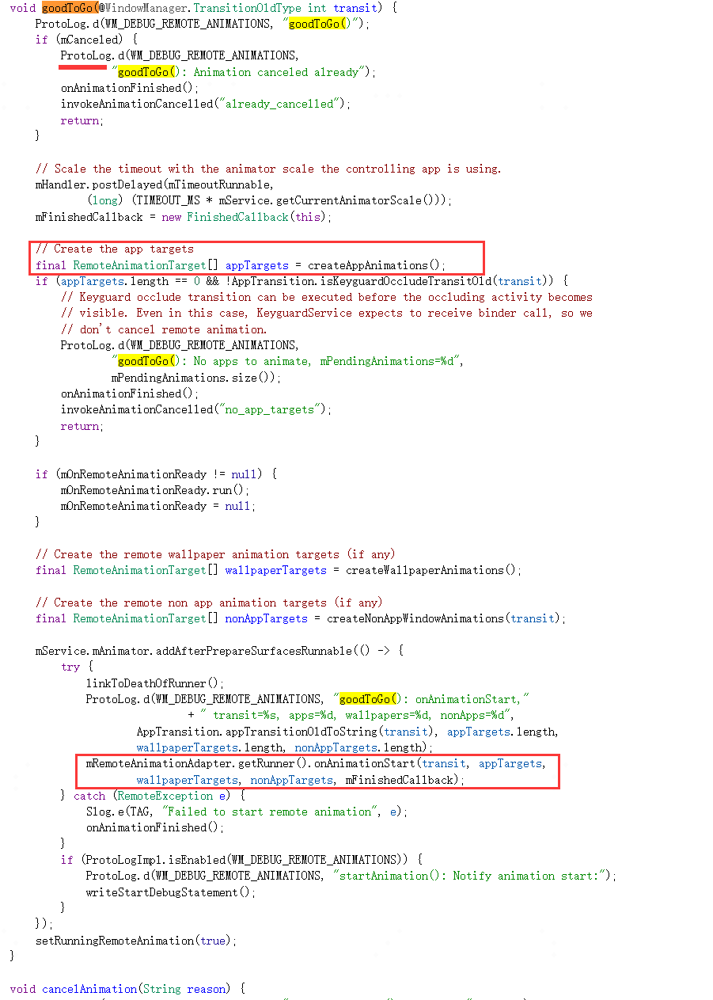 void goodToGo(@WindowManager.TransitionOldType int transit) {
    ProtoLog.d(WM_DEBUG_REMOTE_ANIMATIONS, "goodToGo()");
    if (mCanceled) {
        ProtoLog.d(WM_DEBUG_REMOTE_ANIMATIONS,
                "goodToGo(): Animation canceled already");
        onAnimationFinished();
        invokeAnimationCancelled("already_cancelled");
        return;
    }

    // Scale the timeout with the animator scale the controlling app is using.
    mHandler.postDelayed(mTimeoutRunnable,
            (long) (TIMEOUT_MS * mService.getCurrentAnimatorScale()));
    mFinishedCallback = new FinishedCallback(this);

    // Create the app targets
    final RemoteAnimationTarget[] appTargets = createAppAnimations();
    if (appTargets.length == 0 && !AppTransition.isKeyguardOccludeTransitOld(transit)) {
        // Keyguard occlude transition can be executed before the occluding activity becomes
        // visible. Even in this case, KeyguardService expects to receive binder call, so we
        // don't cancel remote animation.
        ProtoLog.d(WM_DEBUG_REMOTE_ANIMATIONS,
                "goodToGo(): No apps to animate, mPendingAnimations=%d",
                mPendingAnimations.size());
        onAnimationFinished();
        invokeAnimationCancelled("no_app_targets");
        return;
    }

    if (mOnRemoteAnimationReady != null) {
        mOnRemoteAnimationReady.run();
        mOnRemoteAnimationReady = null;
    }

    // Create the remote wallpaper animation targets (if any)
    final RemoteAnimationTarget[] wallpaperTargets = createWallpaperAnimations();

    // Create the remote non app animation targets (if any)
    final RemoteAnimationTarget[] nonAppTargets = createNonAppWindowAnimations(transit);

    mService.mAnimator.addAfterPrepareSurfacesRunnable(() -> {
        try {
            linkToDeathOfRunner();
            ProtoLog.d(WM_DEBUG_REMOTE_ANIMATIONS, "goodToGo(): onAnimationStart,"
                            + " transit=%s, apps=%d, wallpapers=%d, nonApps=%d",
                    AppTransition.appTransitionOldToString(transit), appTargets.length,
                    wallpaperTargets.length, nonAppTargets.length);
            mRemoteAnimationAdapter.getRunner().onAnimationStart(transit, appTargets,
                    wallpaperTargets, nonAppTargets, mFinishedCallback);
        } catch (RemoteException e) {
            Slog.e(TAG, "Failed to start remote animation", e);
            onAnimationFinished();
        }
        if (ProtoLogImpl.isEnabled(WM_DEBUG_REMOTE_ANIMATIONS)) {
            ProtoLog.d(WM_DEBUG_REMOTE_ANIMATIONS, "startAnimation(): Notify animation start:");
            writeStartDebugStatement();
        }
    });
    setRunningRemoteAnimation(true);
}

void cancelAnimation(String reason) {